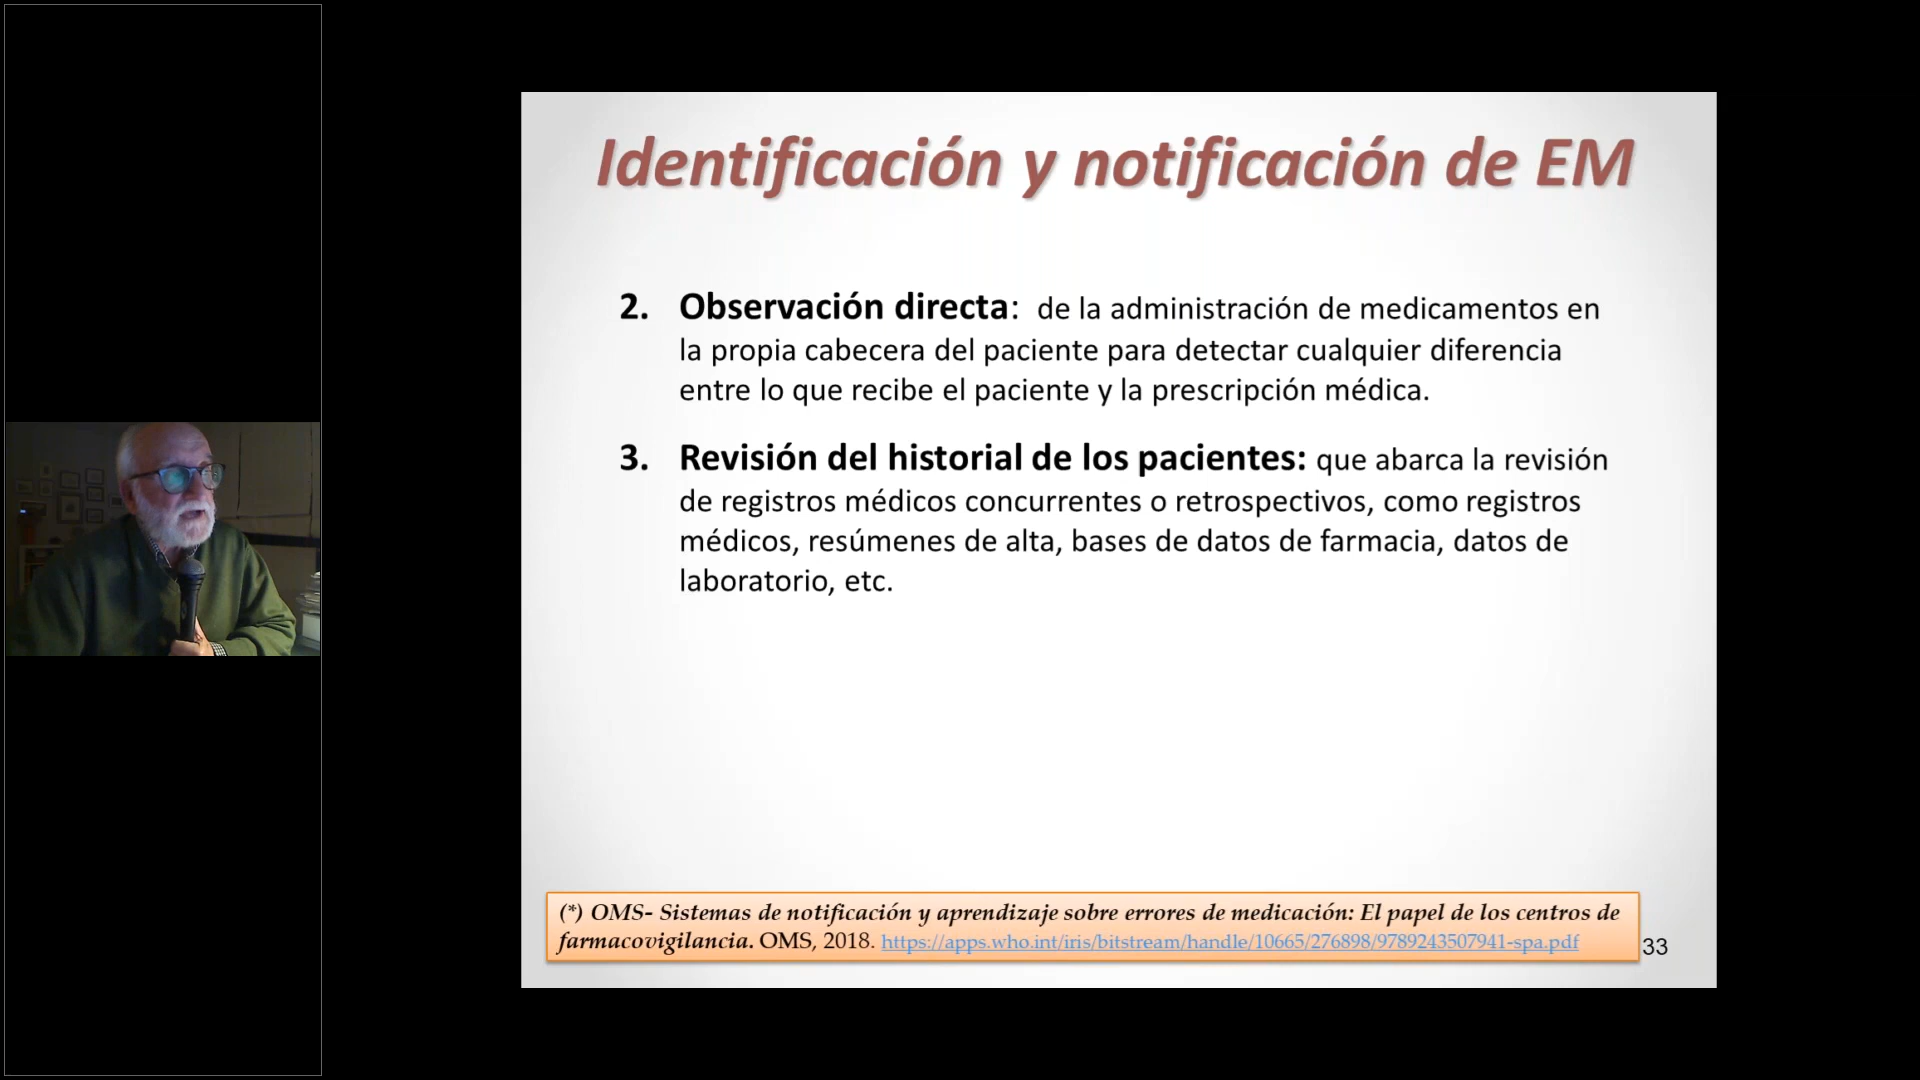 Identificación y notificación de EM
2. Observación directa: de la administración de medicamentos en
la propia cabecera del paciente para detectar cualquier diferencia
entre lo que recibe el paciente y la prescripción médica.
3. Revisión del historial de los pacientes: que abarca la revisión
de registros médicos concurrentes o retrospectivos, como registros
médicos, resúmenes de alta, bases de datos de farmacia, datos de
laboratorio, etc.
(*) OMS- Sistemas de notificación y aprendizaje sobre errores de medicación: El papel de los centros de
farmacovigilancia. OMS, 2018. https://apps.who.int/iris/bitstream/handle/10665/276898/9789243507941-spa.pdf
33